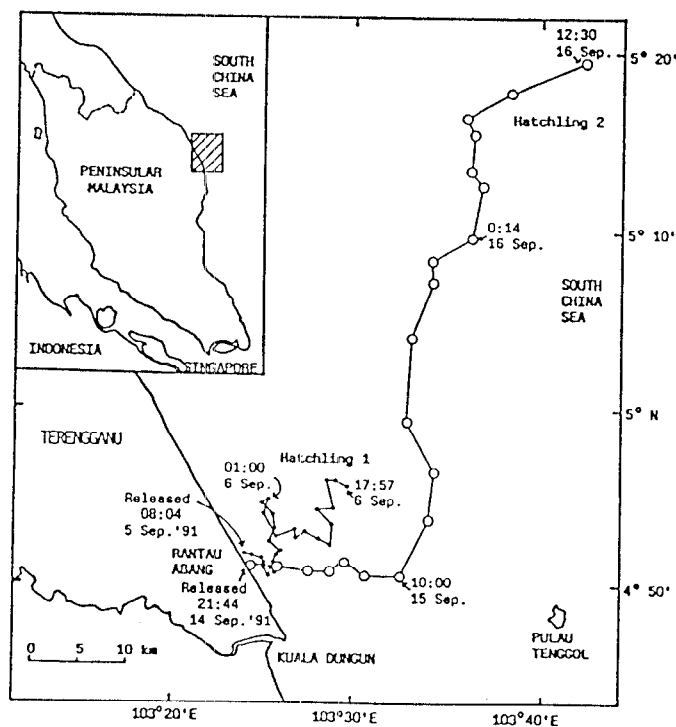 SOUTH
CHINA
SEA
PENINSULAR
MALAYSIA
INDONESIA
SINGAPORE
12:30
16 Sep.
Hatchling 2
0:14
16 Sep.
SOUTH
CHINA
SEA
TERENGGANU
Hatchling 1
01:00
6 Sep.
17:57
6 Sep.
Released
08:04
5 Sep.'91
RANTAU
ABANG
Released
21:44
14 Sep.'91
10:00
15 Sep.
0 5 10 km
KUALA DUNGUN
PULAU
TENGGOL
5° 20'
5° 10'
5° N
4° 50'
103°20'E
103°30'E
103°40'E